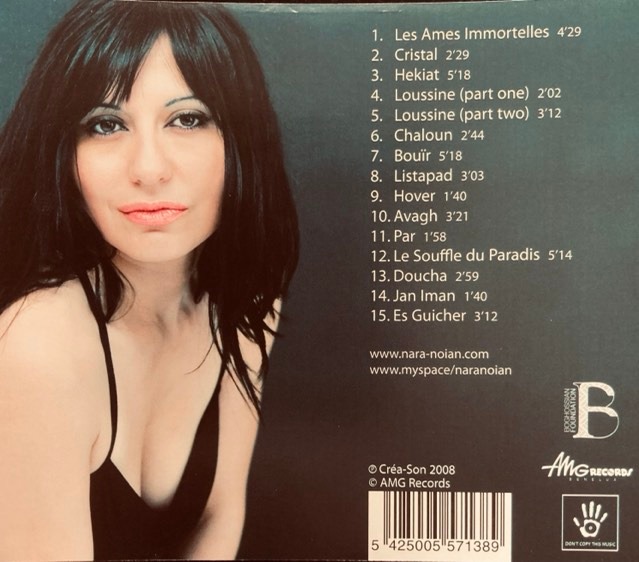 1. Les Ames Immortelles 4'29
2. Cristal 2'29
3. Hekiat 5'18
4. Loussine (part one) 2'02
5. Loussine (part two) 3'12
6. Chaloun 2'44
7. Bouïr 5'18
8. Listapad 3'03
9. Hover 1'40
10. Avagh 3'21
11. Par 1'58
12. Le Souffle du Paradis 5'14
13. Doucha 2'59
14. Jan Iman 1'40
15. Es Guicher 3'12
www.nara-noian.com
www.myspace/naranoian
BOGHOSSIAN
FOUNDATION
B
AMG RECORDS
BENELUX
℗ Créa-Son 2008
© AMG Records
5 425005 571389
DON'T COPY THIS MUSIC